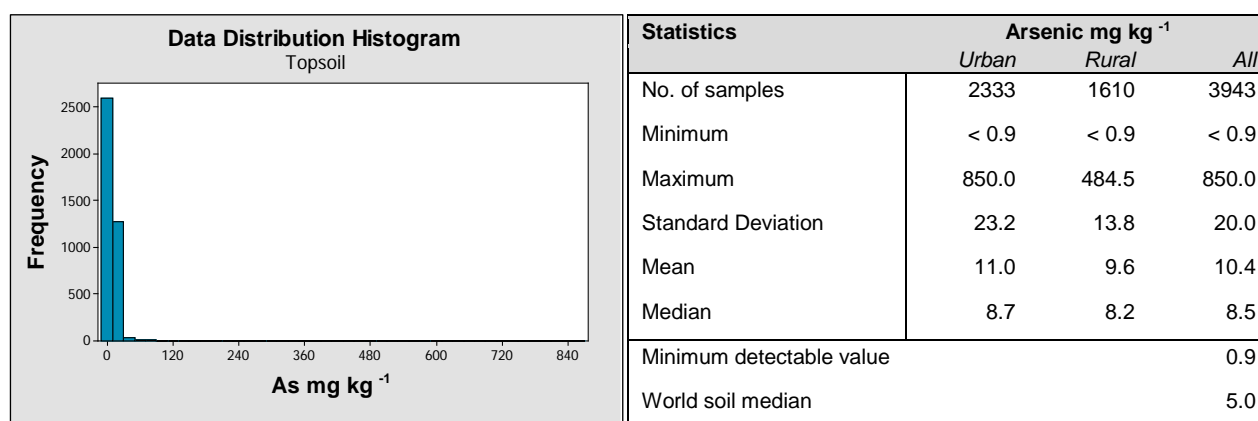 Data Distribution Histogram
Topsoil
Frequency
2500
2000
1500
1000
500
0
0 120 240 360 480 600 720 840
As mg kg -1
Statistics Arsenic mg kg -1
Urban Rural All
No. of samples 2333 1610 3943
Minimum < 0.9 < 0.9 < 0.9
Maximum 850.0 484.5 850.0
Standard Deviation 23.2 13.8 20.0
Mean 11.0 9.6 10.4
Median 8.7 8.2 8.5
Minimum detectable value 0.9
World soil median 5.0